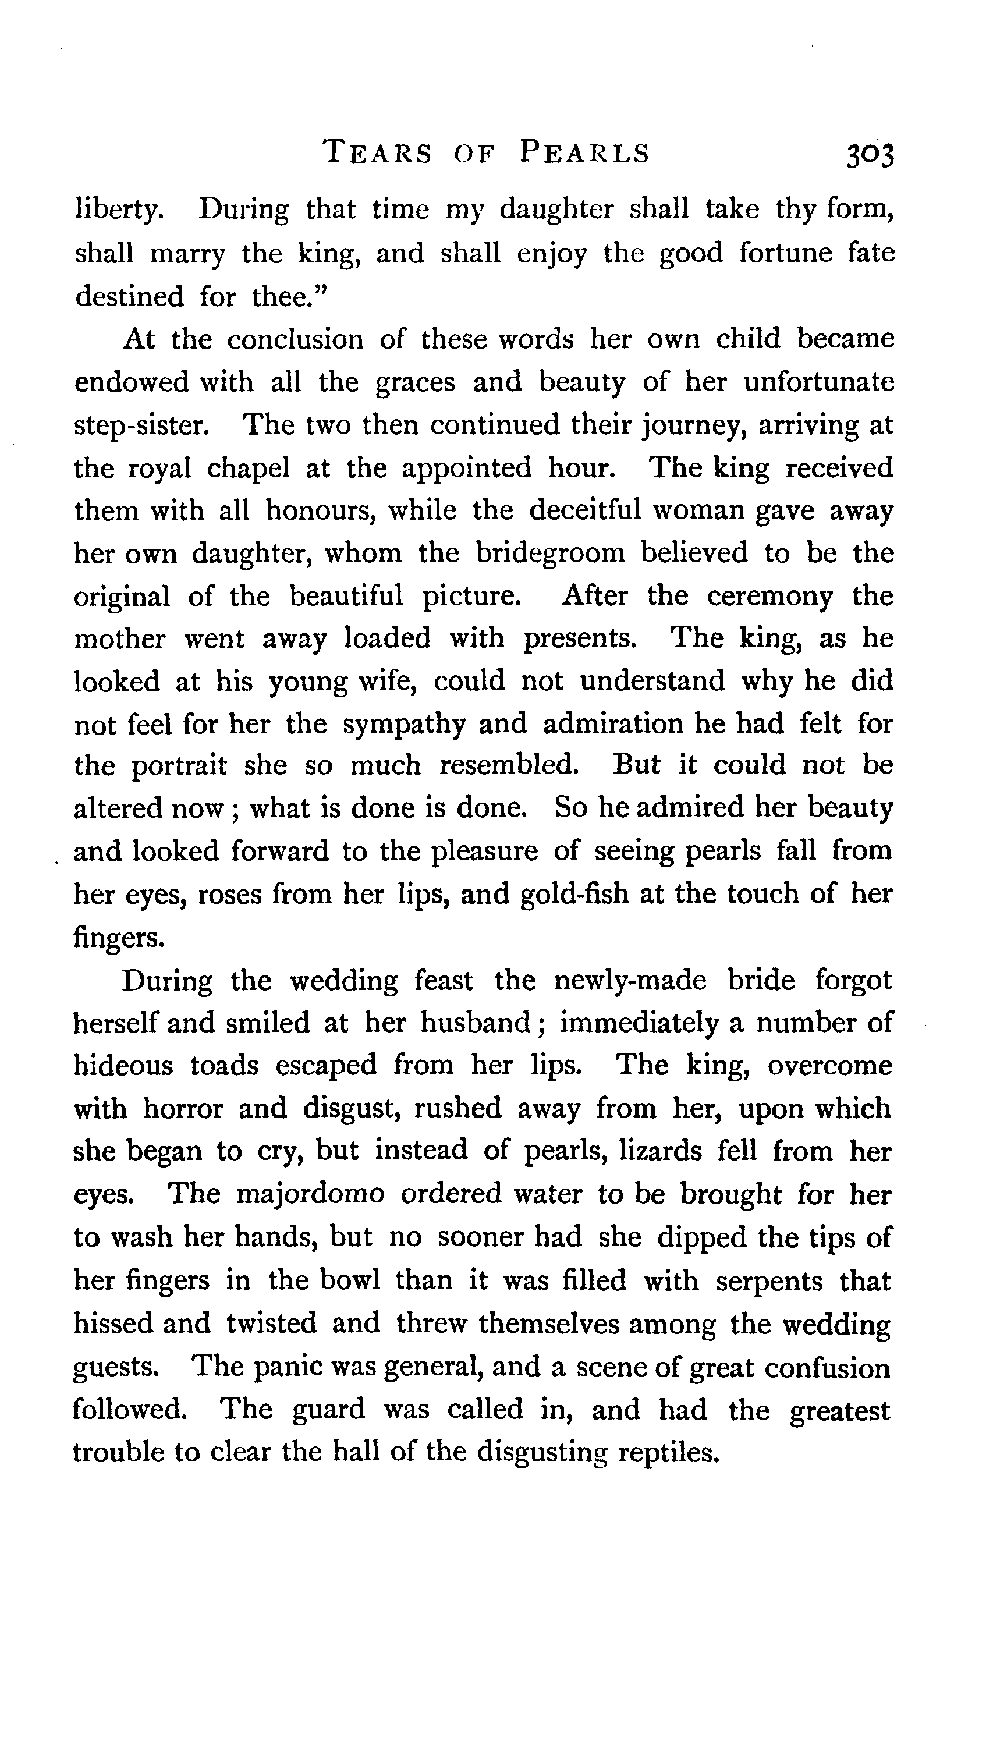 TEARS OF PEARLS 303
liberty. During that time my daughter shall take thy form,
shall marry the king, and shall enjoy the good fortune fate
destined for thee."
At the conclusion of these words her own child became
endowed with all the graces and beauty of her unfortunate
step-sister. The two then continued their journey, arriving at
the royal chapel at the appointed hour. The king received
them with all honours, while the deceitful woman gave away
her own daughter, whom the bridegroom believed to be the
original of the beautiful picture. After the ceremony the
mother went away loaded with presents. The king, as he
looked at his young wife, could not understand why he did
not feel for her the sympathy and admiration he had felt for
the portrait she so much resembled. But it could not be
altered now; what is done is done. So he admired her beauty
and looked forward to the pleasure of seeing pearls fall from
her eyes, roses from her lips, and gold-fish at the touch of her
fingers.
During the wedding feast the newly-made bride forgot
herself and smiled at her husband; immediately a number of
hideous toads escaped from her lips. The king, overcome
with horror and disgust, rushed away from her, upon which
she began to cry, but instead of pearls, lizards fell from her
eyes. The majordomo ordered water to be brought for her
to wash her hands, but no sooner had she dipped the tips of
her fingers in the bowl than it was filled with serpents that
hissed and twisted and threw themselves among the wedding
guests. The panic was general, and a scene of great confusion
followed. The guard was called in, and had the greatest
trouble to clear the hall of the disgusting reptiles.